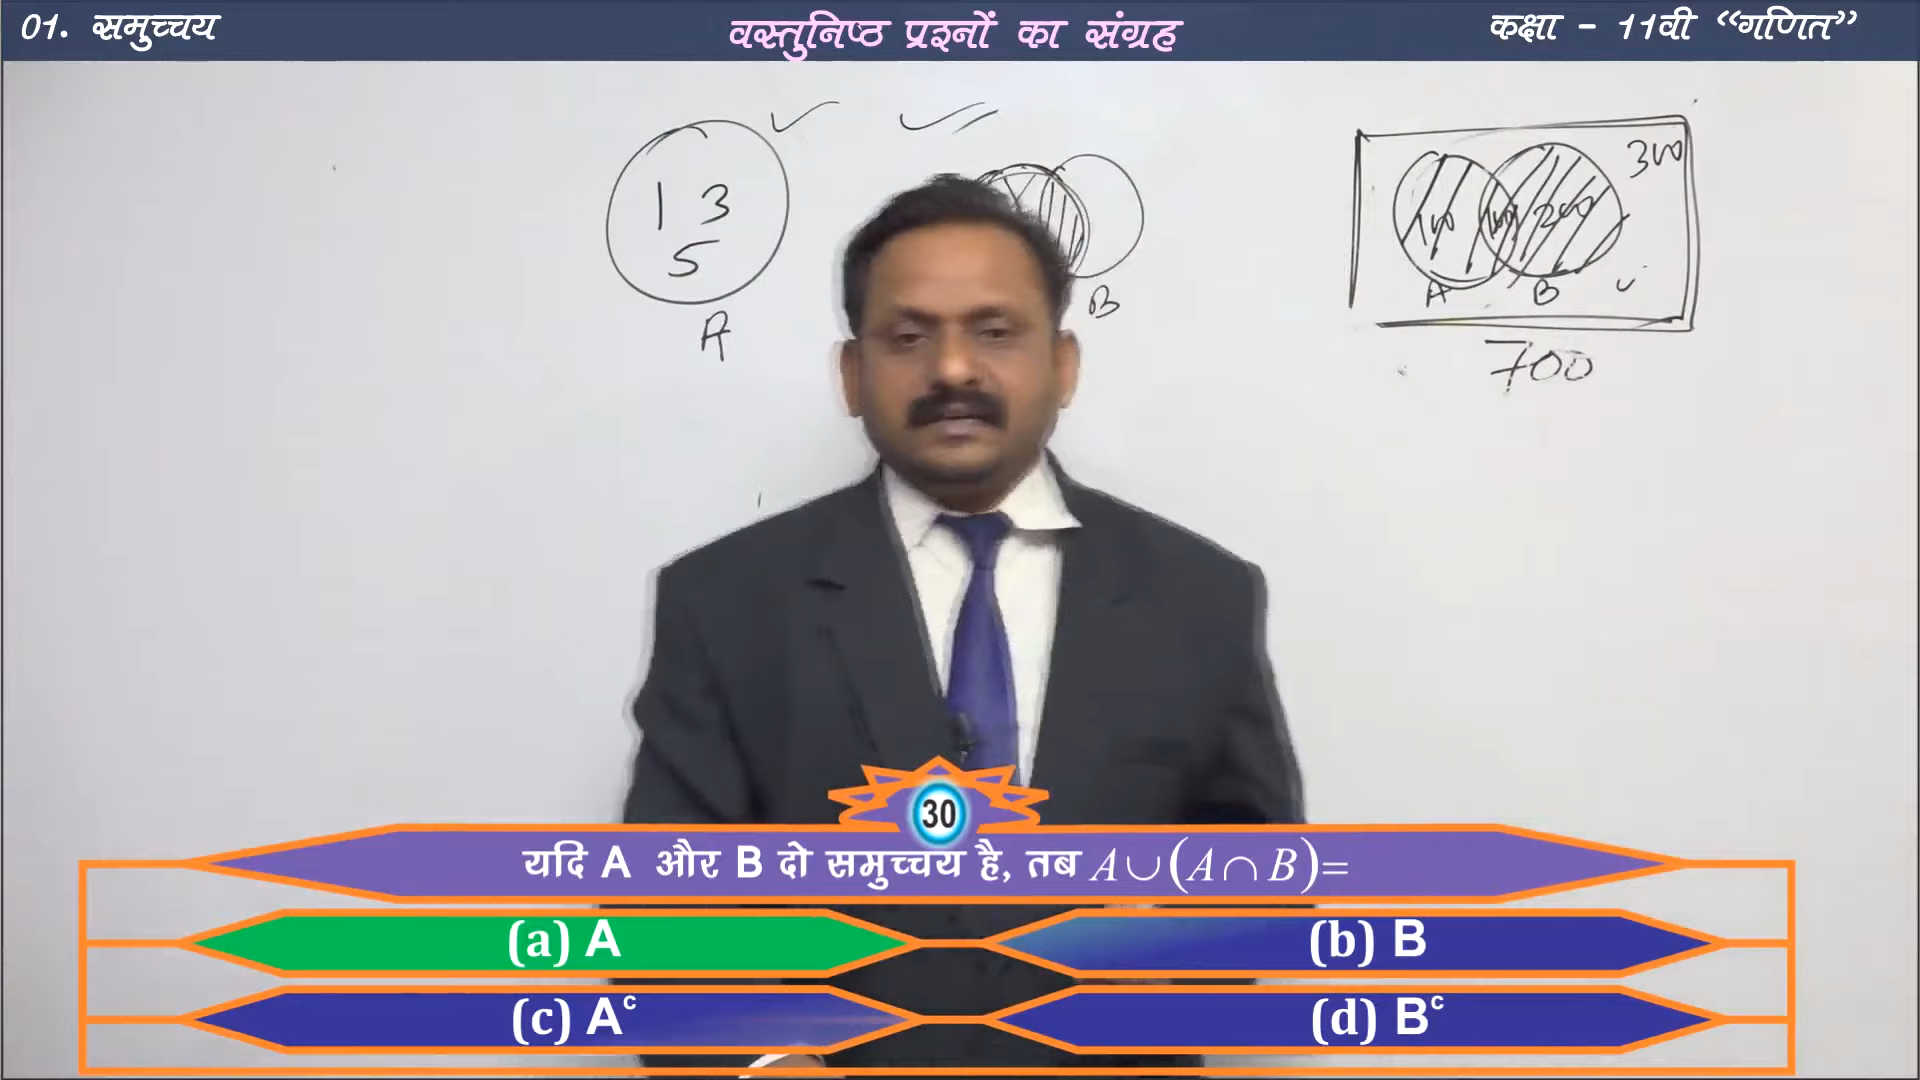 01. समुच्चय
वस्तुनिष्ठ प्रश्नों का संग्रह
कक्षा - 11वी “गणित”
1 3
5
A
B
300
A B
700
30
यदि A और B दो समुच्चय है, तब A∪(A∩B)=
(a) A
(b) B
(c) Aᶜ
(d) Bᶜ